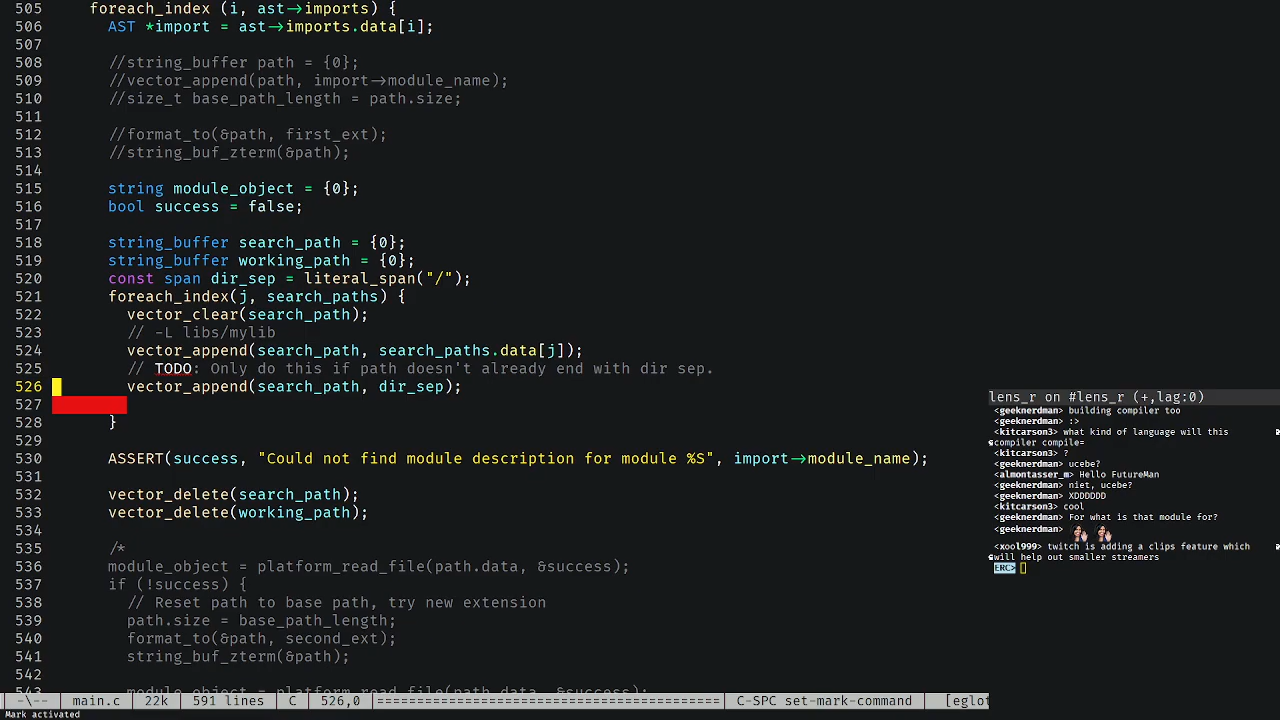 505 foreach_index (i, ast→imports) {
506 AST *import = ast→imports.data[i];
507
508 //string_buffer path = {0};
509 //vector_append(path, import→module_name);
510 //size_t base_path_length = path.size;
511
512 //format_to(&path, first_ext);
513 //string_buf_zterm(&path);
514
515 string module_object = {0};
516 bool success = false;
517
518 string_buffer search_path = {0};
519 string_buffer working_path = {0};
520 const span dir_sep = literal_span("/");
521 foreach_index(j, search_paths) {
522 vector_clear(search_path);
523 // -L libs/mylib
524 vector_append(search_path, search_paths.data[j]);
525 // TODO: Only do this if path doesn't already end with dir sep.
526 vector_append(search_path, dir_sep);
527
528 }
529
530 ASSERT(success, "Could not find module description for module %S", import→module_name);
531
532 vector_delete(search_path);
533 vector_delete(working_path);
534
535 /*
536 module_object = platform_read_file(path.data, &success);
537 if (!success) {
538 // Reset path to base path, try new extension
539 path.size = base_path_length;
540 format_to(&path, second_ext);
541 string_buf_zterm(&path);
542
543 module_object = platform_read_file(path.data, &success);
lens_r on #lens_r (+,lag:0)
<geeknerdman> building compiler too
<geeknerdman> :>
<kitcarson3> what kind of language will this
compiler compile=
<kitcarson3> ?
<geeknerdman> ucebe?
<almontasser_m> Hello FutureMan
<geeknerdman> niet, ucebe?
<geeknerdman> XDDDDDD
<kitcarson3> cool
<geeknerdman> For what is that module for?
<geeknerdman>
<xool999> twitch is adding a clips feature which
will help out smaller streamers
ERC>
--\-- main.c 22k 591 lines C 526,0 ====================================== C-SPC set-mark-command [eglot
Mark activated